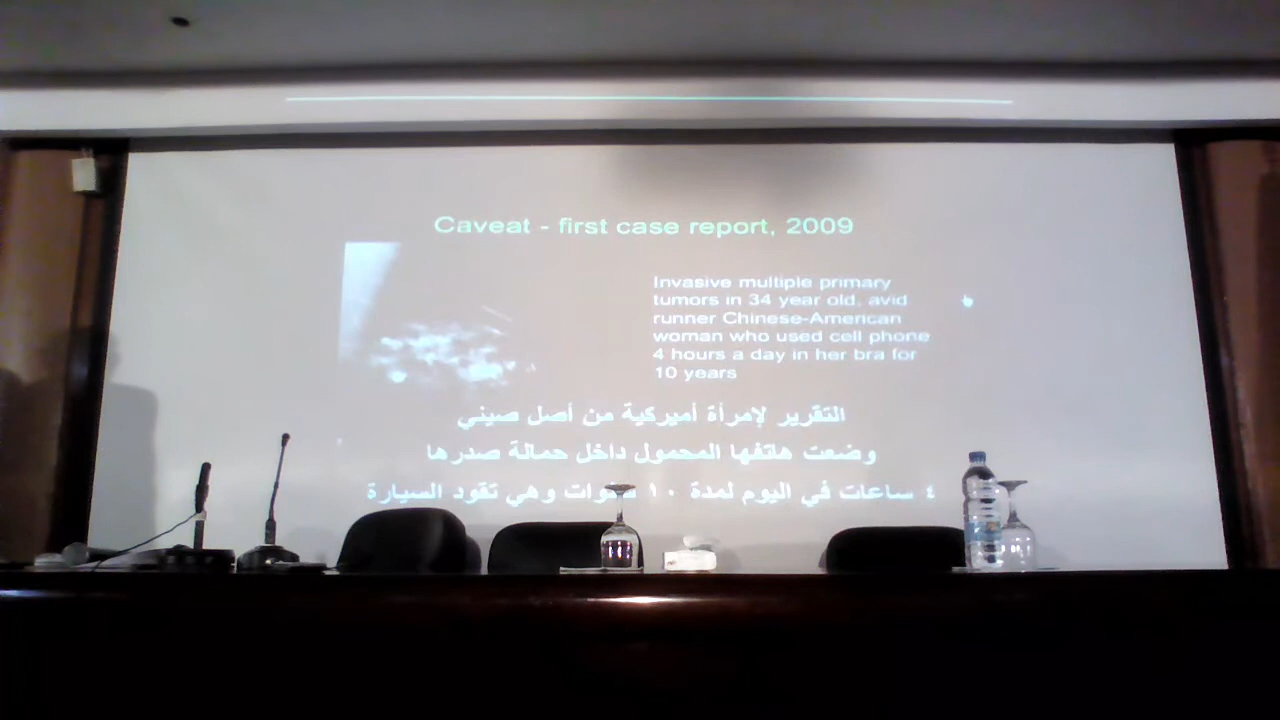 Caveat - first case report, 2009
Invasive multiple primary
tumors in 34 year old, avid
runner Chinese-American
woman who used cell phone
4 hours a day in her bra for
10 years
التقرير لإمرأة أميركية من أصل صيني
وضعت هاتفها المحمول داخل حمالة صدرها
٤ ساعات في اليوم لمدة ١٠ سنوات وهي تقود السيارة